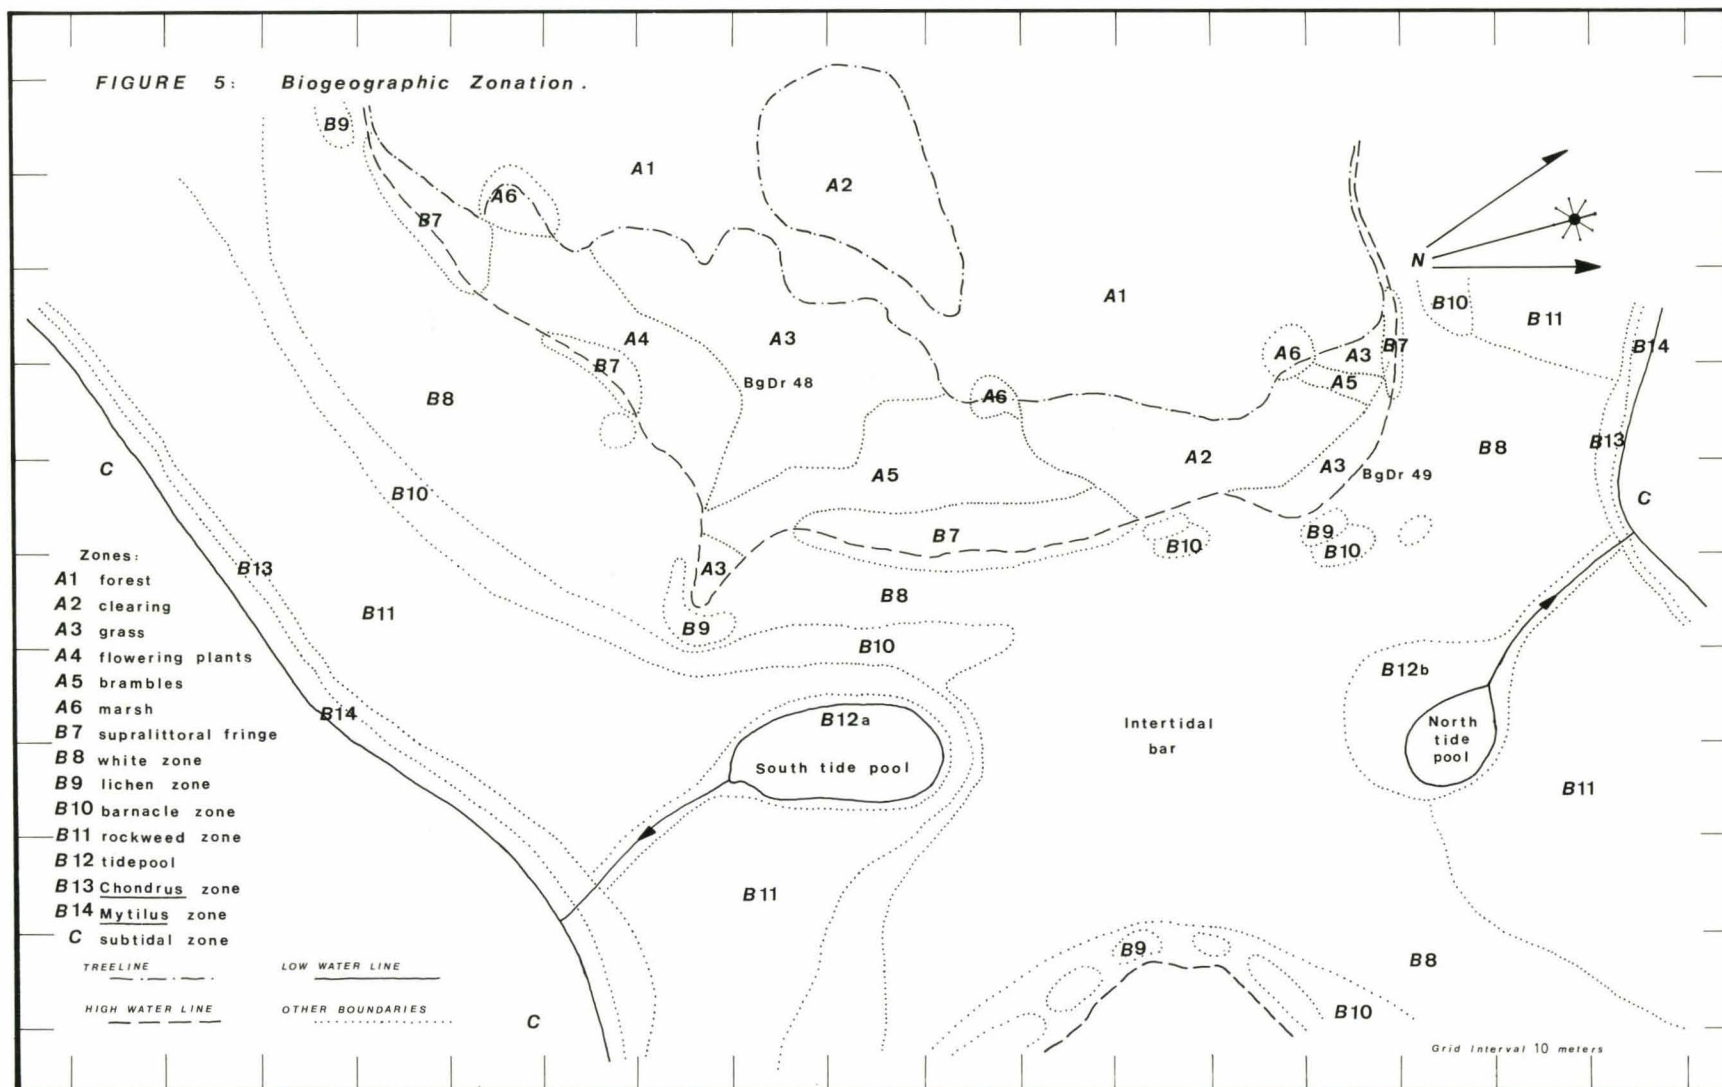 FIGURE 5: Biogeographic Zonation.
B9
A1
A2
A6
B7
N
A1
B10
B11
A4
A3
A6
A3
B7
B14
B7
BgDr 48
A5
B8
A6
B13
B8
A2
C
A5
A3
BgDr 49
B10
C
B7
B9
B10
B10
Zones:
A1 forest
A2 clearing
A3 grass
A4 flowering plants
A5 brambles
A6 marsh
B7 supralittoral fringe
B8 white zone
B9 lichen zone
B10 barnacle zone
B11 rockweed zone
B12 tidepool
B13 Chondrus zone
B14 Mytilus zone
C subtidal zone
TREELINE
LOW WATER LINE
HIGH WATER LINE
OTHER BOUNDARIES
B13
A3
B8
B11
B9
B10
B12b
B14
B12a
Intertidal
bar
North
tide
pool
South tide pool
B11
B11
B9
B8
B10
C
Grid Interval 10 meters